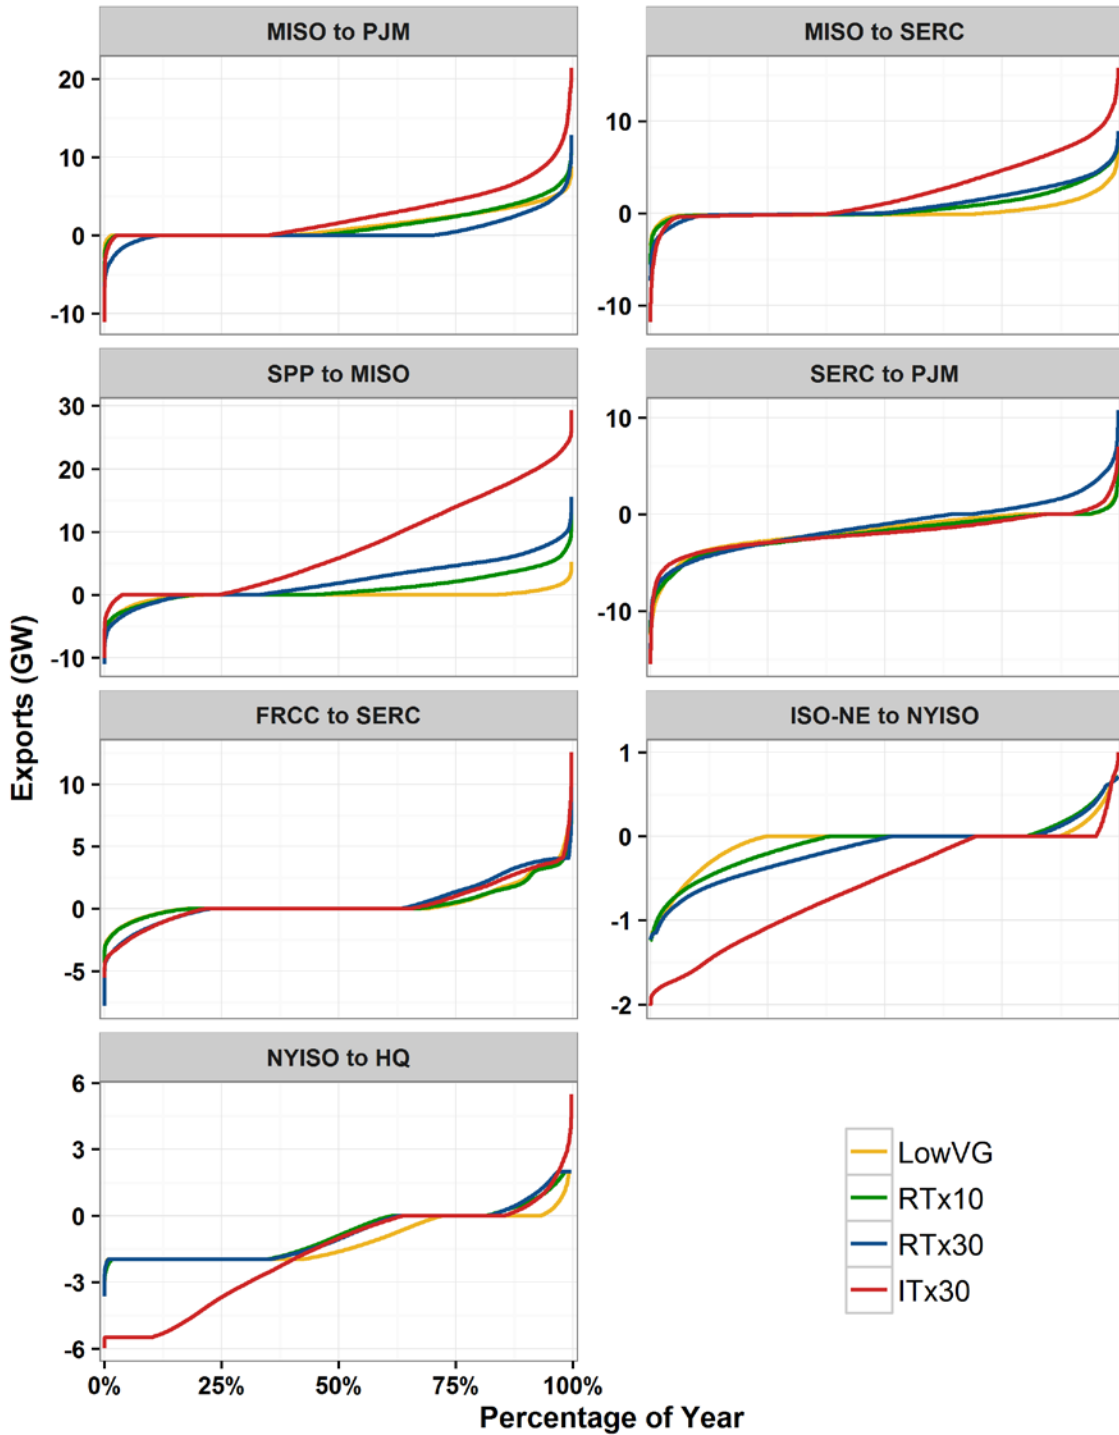 MISO to PJM
20
10
0
-10
MISO to SERC
10
0
-10
SPP to MISO
30
20
10
0
-10
SERC to PJM
10
0
-10
FRCC to SERC
10
5
0
-5
ISO-NE to NYISO
1
0
-1
-2
NYISO to HQ
6
3
0
-3
-6
0% 25% 50% 75% 100%
Percentage of Year
Exports (GW)
LowVG
RTx10
RTx30
ITx30